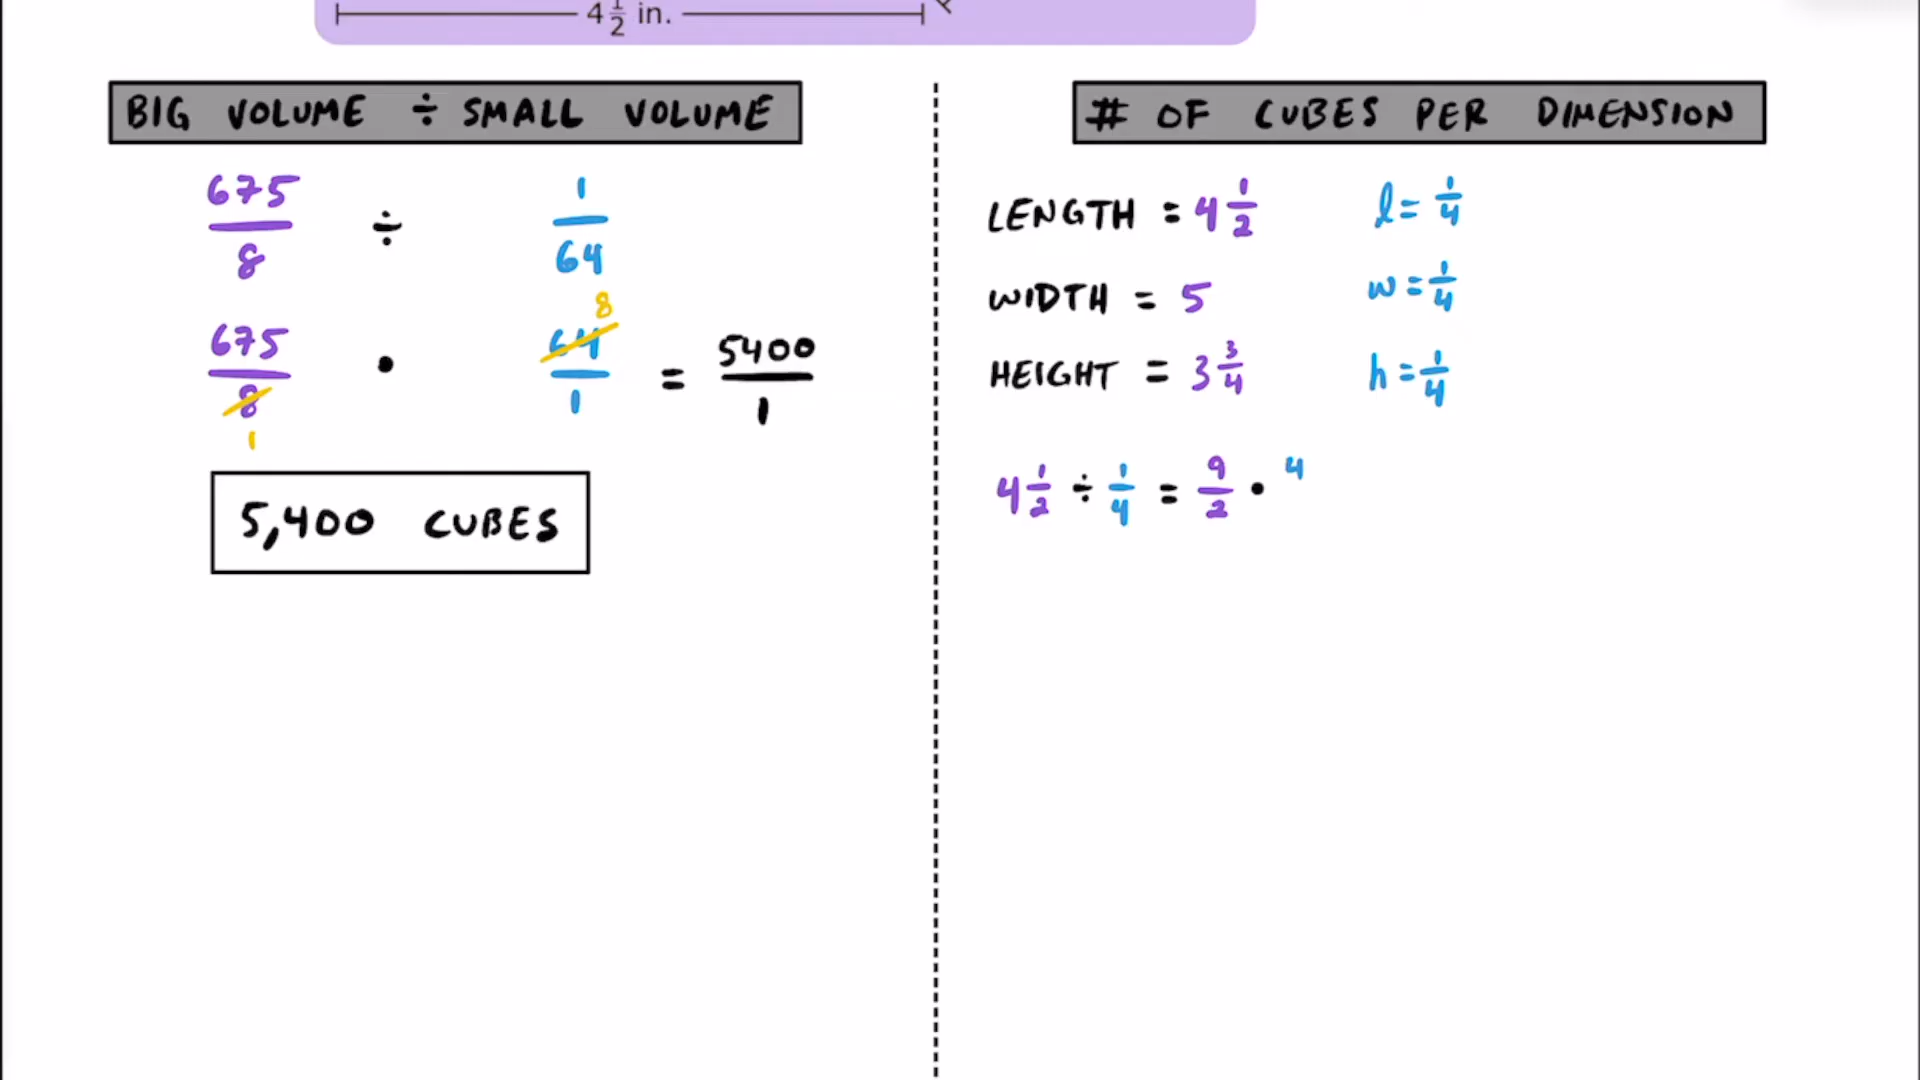 4 1/2 in.
BIG VOLUME ÷ SMALL VOLUME
675/8 ÷ 1/64
8
675/8 • 64/1 = 5400/1
1
5,400 CUBES
# OF CUBES PER DIMENSION
LENGTH = 4 1/2 l = 1/4
WIDTH = 5 w = 1/4
HEIGHT = 3 3/4 h = 1/4
4 1/2 ÷ 1/4 = 9/2 • 4